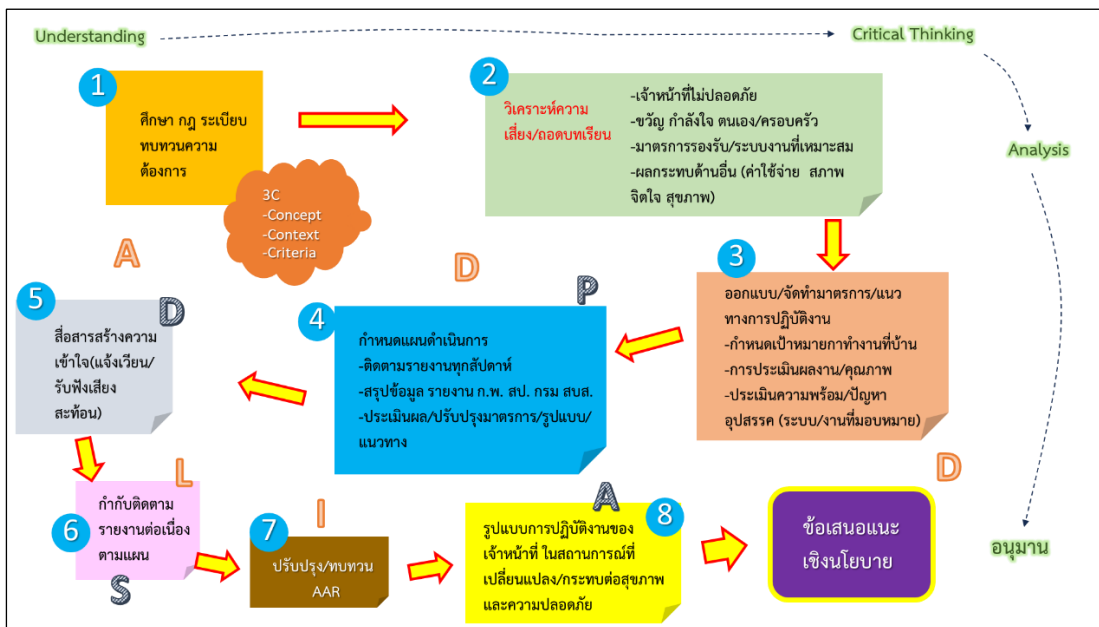 Understanding
Critical Thinking
1
ศึกษา กฎ ระเบียบ
ทบทวนความ
ต้องการ
3C
-Concept
-Context
-Criteria
2
วิเคราะห์ความ
เสี่ยง/ถอดบทเรียน
-เจ้าหน้าที่ไม่ปลอดภัย
-ขวัญ กำลังใจ ตนเอง/ครอบครัว
-มาตรการรองรับ/ระบบงานที่เหมาะสม
-ผลกระทบด้านอื่น (ค่าใช้จ่าย สภาพ
จิตใจ สุขภาพ)
Analysis
A
D
P
3
ออกแบบ/จัดทำมาตรการ/แนว
ทางการปฏิบัติงาน
-กำหนดเป้าหมายกาทำงานที่บ้าน
-การประเมินผลงาน/คุณภาพ
-ประเมินความพร้อม/ปัญหา
อุปสรรค (ระบบ/งานที่มอบหมาย)
D
4
กำหนดแผนดำเนินการ
-ติดตามรายงานทุกสัปดาห์
-สรุปข้อมูล รายงาน ก.พ. สป. กรม สบส.
-ประเมินผล/ปรับปรุงมาตรการ/รูปแบบ/
แนวทาง
5
D
สื่อสารสร้างความ
เข้าใจ(แจ้งเวียน/
รับฟังเสียง
สะท้อน)
L
6
กำกับติดตาม
รายงานต่อเนื่อง
ตามแผน
S
I
7
ปรับปรุง/ทบทวน
AAR
A
8
รูปแบบการปฏิบัติงานของ
เจ้าหน้าที่ ในสถานการณ์ที่
เปลี่ยนแปลง/กระทบต่อสุขภาพ
และความปลอดภัย
ข้อเสนอแนะ
เชิงนโยบาย
อนุมาน